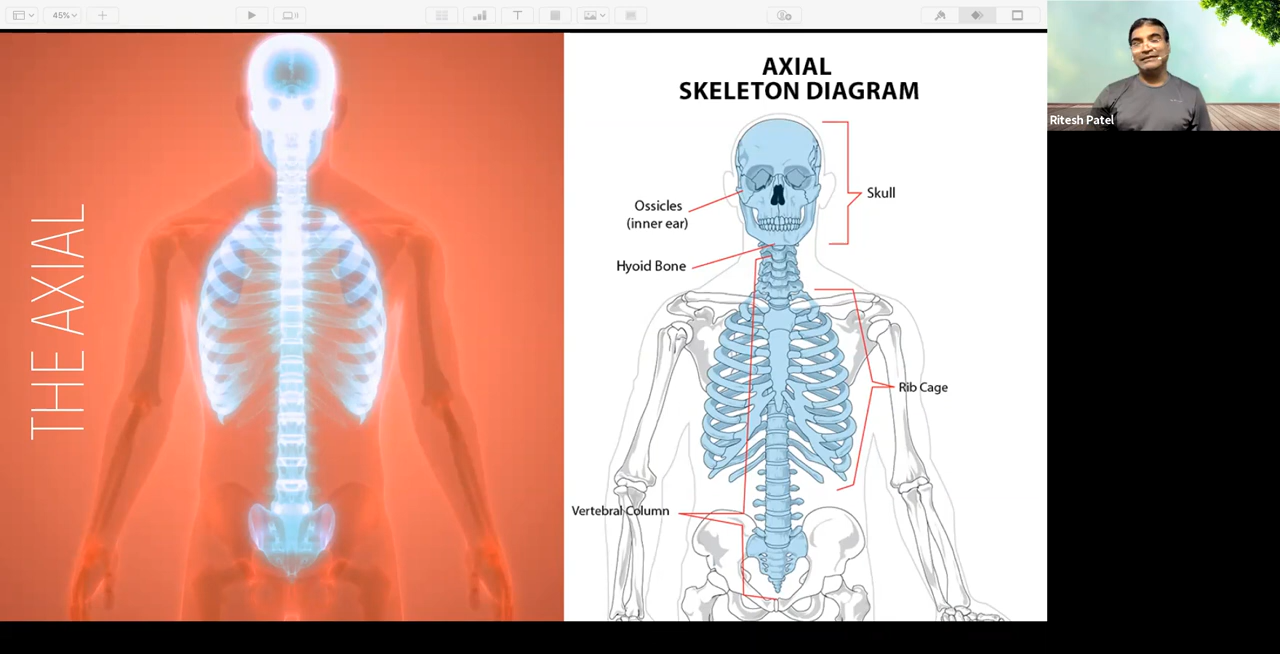 45%
THE AXIAL
AXIAL
SKELETON DIAGRAM
Skull
Ossicles
(inner ear)
Hyoid Bone
Rib Cage
Vertebral Column
Ritesh Patel